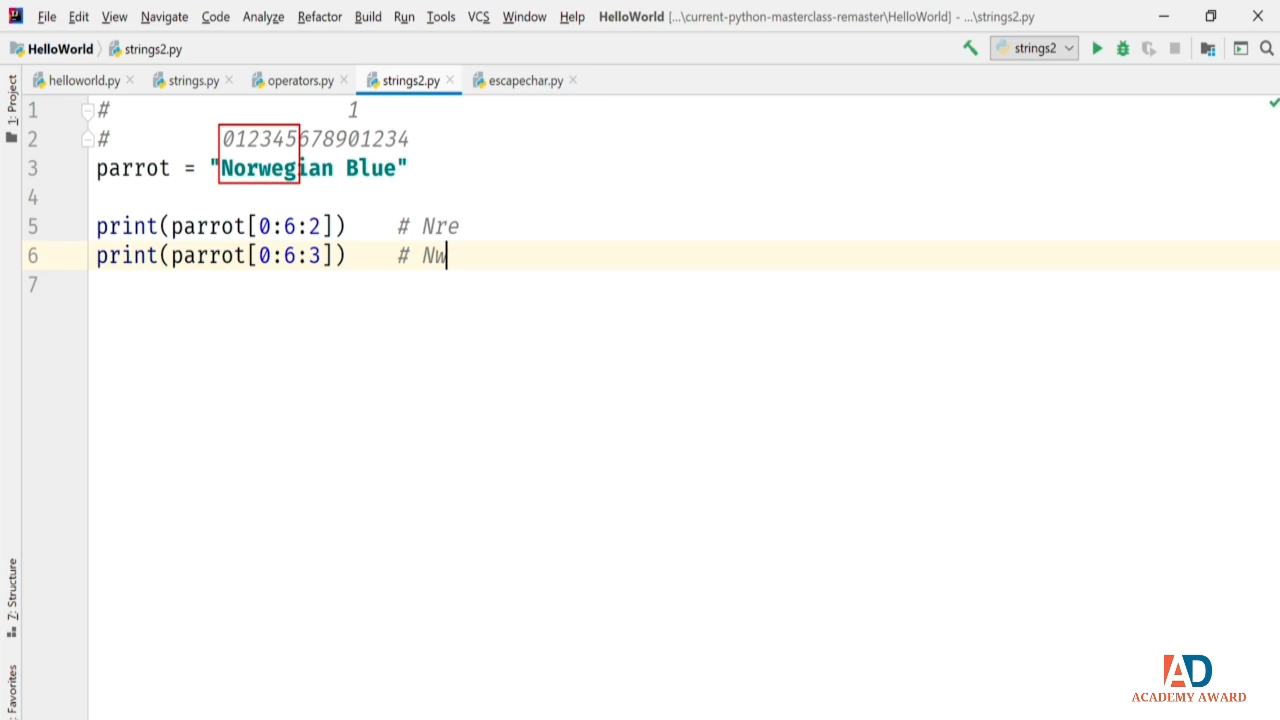 File Edit View Navigate Code Analyze Refactor Build Run Tools VCS Window Help HelloWorld [...\current-python-masterclass-remaster\HelloWorld] - ...\strings2.py
HelloWorld strings2.py strings2
helloworld.py strings.py operators.py strings2.py escapechar.py
1: Project
1 # 1
2 # 012345678901234
3 parrot = "Norwegian Blue"
4
5 print(parrot[0:6:2]) # Nre
6 print(parrot[0:6:3]) # Nw
7
7: Structure
Favorites
AD
ACADEMY AWARD